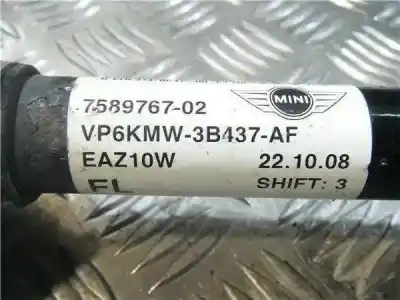 MINI
7589767-02
VP6KMW-3B437-AF
EAZ10W 22.10.08
FL SHIFT: 3